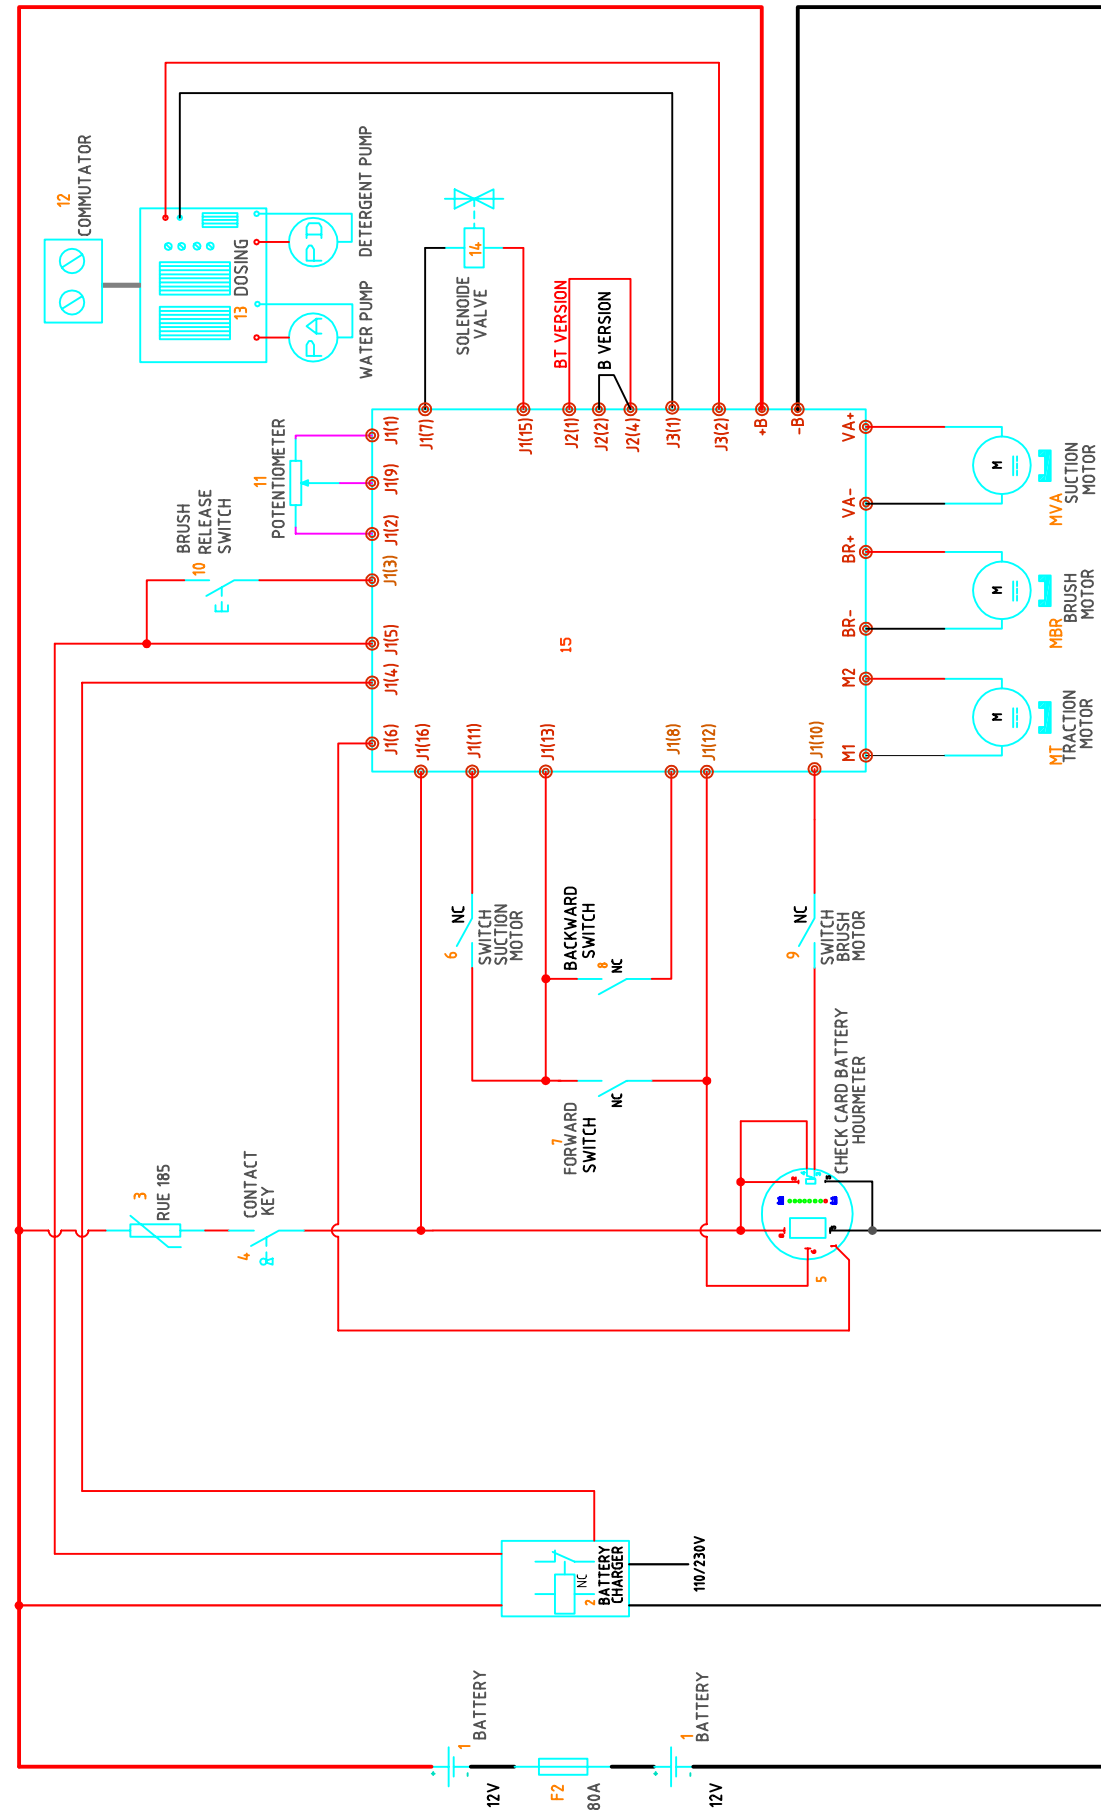 12
COMMUTATOR
13 DOSING
PD
PA
DETERGENT PUMP
WATER PUMP
14
SOLENOIDE
VALVE
BT VERSION
B VERSION
11
POTENTIOMETER
10
BRUSH
RELEASE
SWITCH
J1(1)
J1(9)
J1(2)
J1(3)
J1(5)
J1(4)
J1(6)
J1(7)
J1(15)
J2(1)
J2(2)
J2(4)
J3(1)
J3(2)
+B
-B
15
J1(16)
J1(11)
J1(13)
J1(8)
J1(12)
J1(10)
VA+
VA-
BR+
BR-
M2
M1
M
MVA
SUCTION
MOTOR
M
MBR
BRUSH
MOTOR
M
MT
TRACTION
MOTOR
6
NC
SWITCH
SUCTION
MOTOR
BACKWARD
SWITCH
8
NC
7
FORWARD
SWITCH
NC
9
NC
SWITCH
BRUSH
MOTOR
CHECK CARD BATTERY
HOURMETER
5
3
RUE 185
CONTACT
KEY
4
NC
2
BATTERY
CHARGER
110/230V
+
-
1
BATTERY
12V
F2
80A
+
-
1
BATTERY
12V